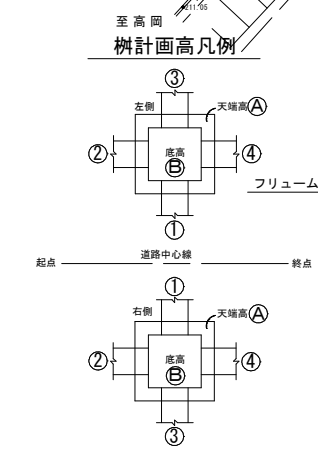 211.05
至高岡
桝計画高凡例
③
左側 天端高Ⓐ
② 底高 ④
Ⓑ
フリューム
①
起点 道路中心線 終点
①
右側 天端高Ⓐ
② 底高 ④
Ⓑ
③